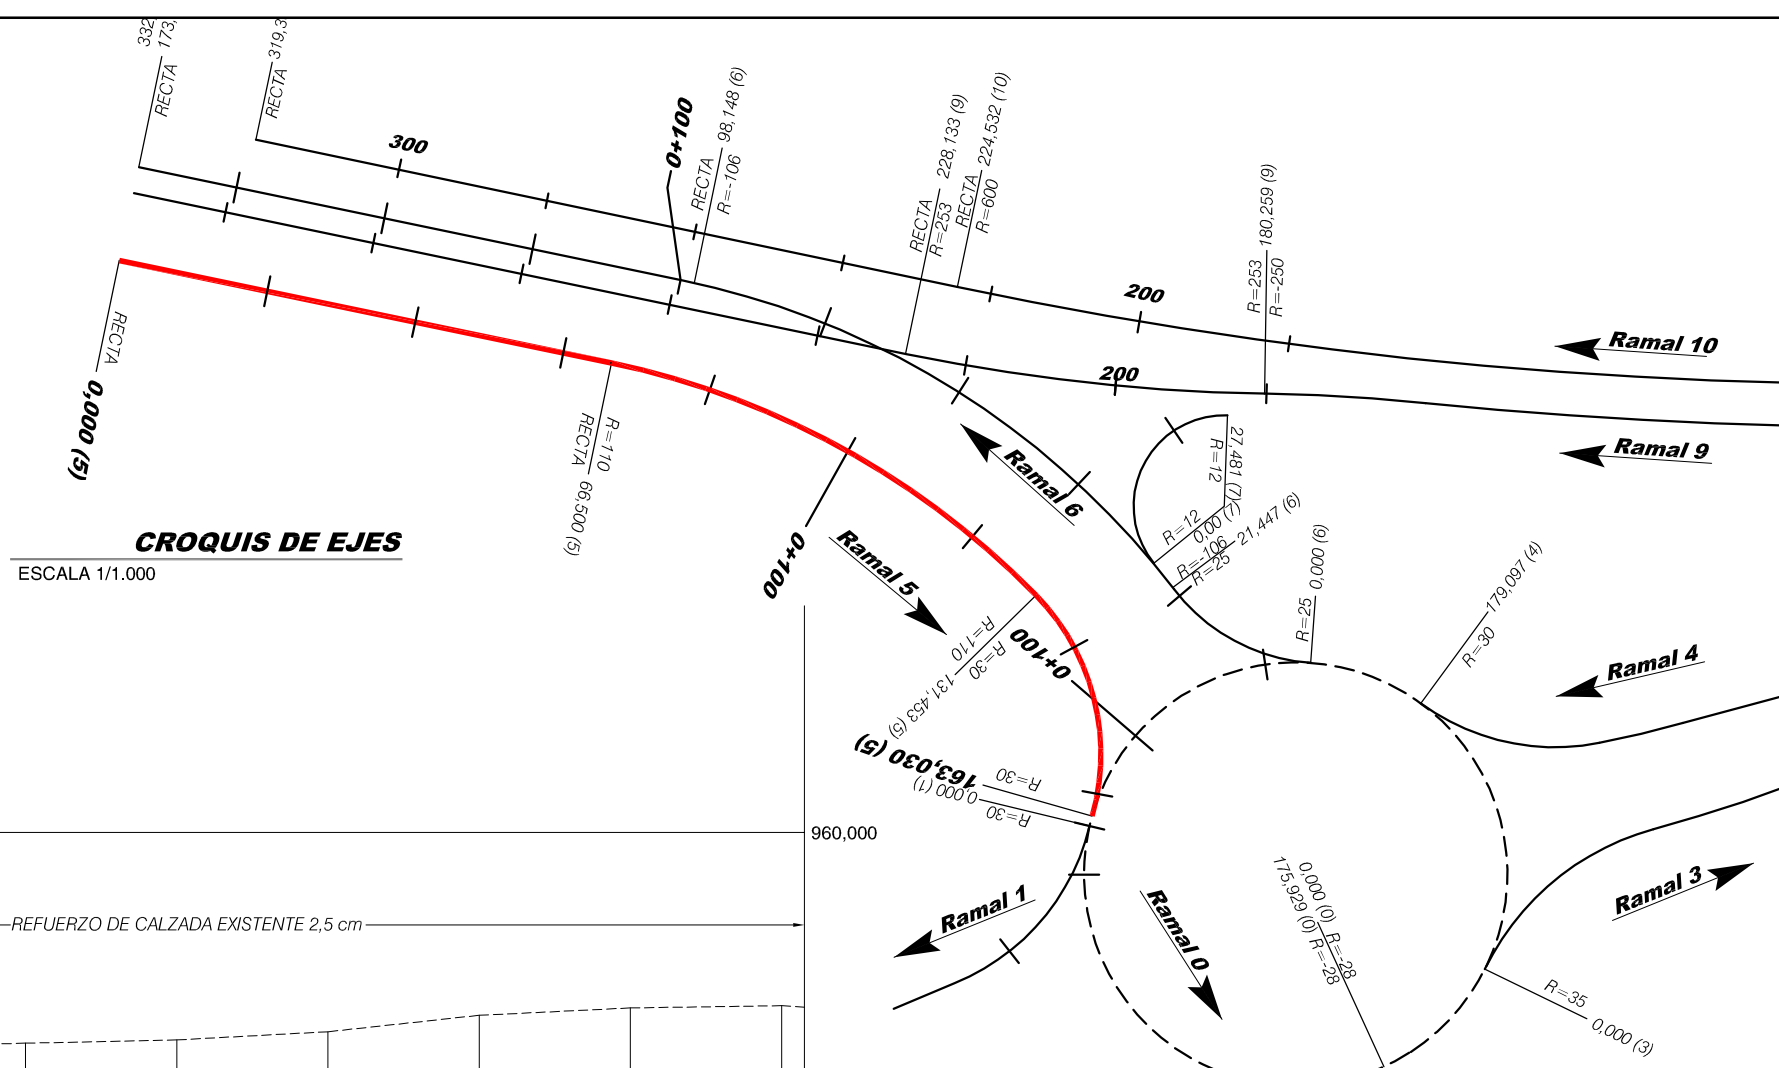 332
RECTA 173,
RECTA 319,3
300
0+100
RECTA 98,148 (6)
R=-106
RECTA 228,133 (9)
R=253
RECTA 224,532 (10)
R=600
R=253 180,259 (9)
R=-250
200
200
Ramal 10
Ramal 9
RECTA
0,000 (5)
R=110
RECTA 66,500 (5)
CROQUIS DE EJES
ESCALA 1/1.000
0+100
Ramal 5
Ramal 6
27,481 (7)
R=12
R=12
0,00 (7)
R=-106 21,447 (6)
R=25
R=25 0,000 (6)
179,097 (4)
R=30
Ramal 4
R=110
R=30
131,453 (5)
0+100
163,030 (5)
R=30
0,000 (1)
R=30
960,000
REFUERZO DE CALZADA EXISTENTE 2,5 cm
Ramal 1
Ramal 0
0,000 (0) R=-28
175,929 (0) R=-28
Ramal 3
R=35
0,000 (3)